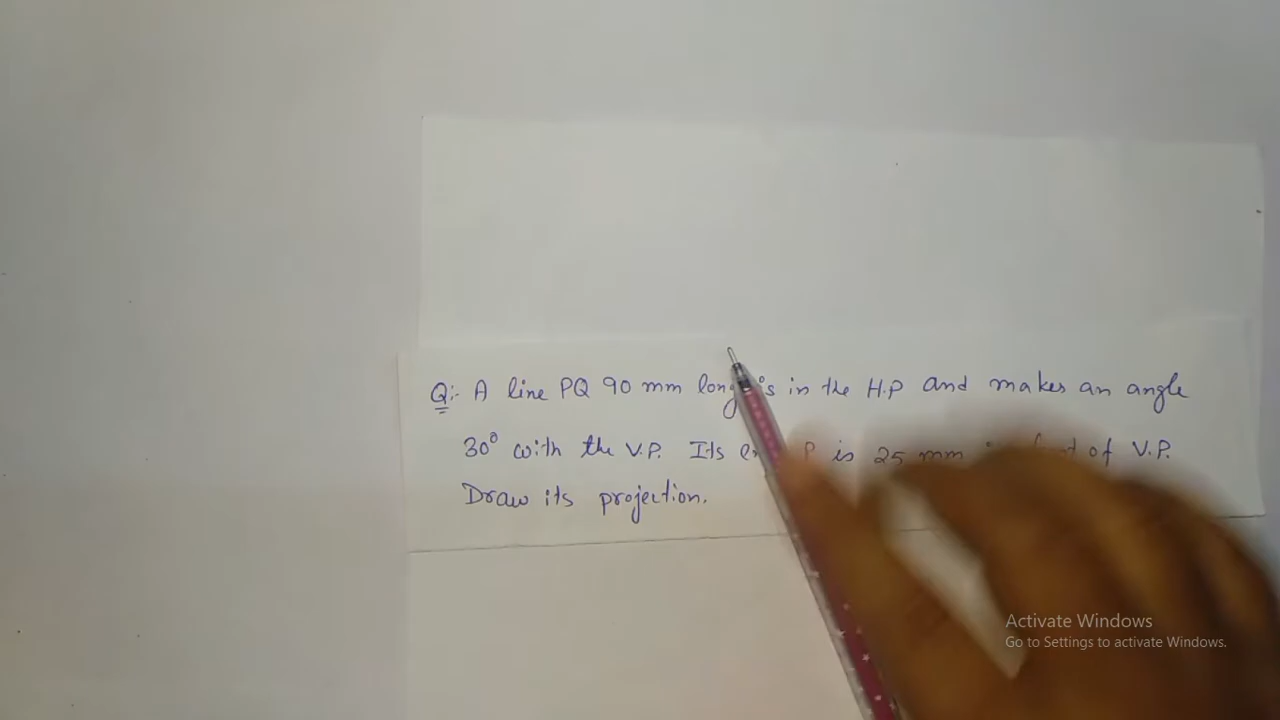 Q:- A line PQ 90 mm long is in the H.P and makes an angle
30° with the V.P. Its P is 25 mm of V.P.
Draw its projection.
Activate Windows
Go to Settings to activate Windows.